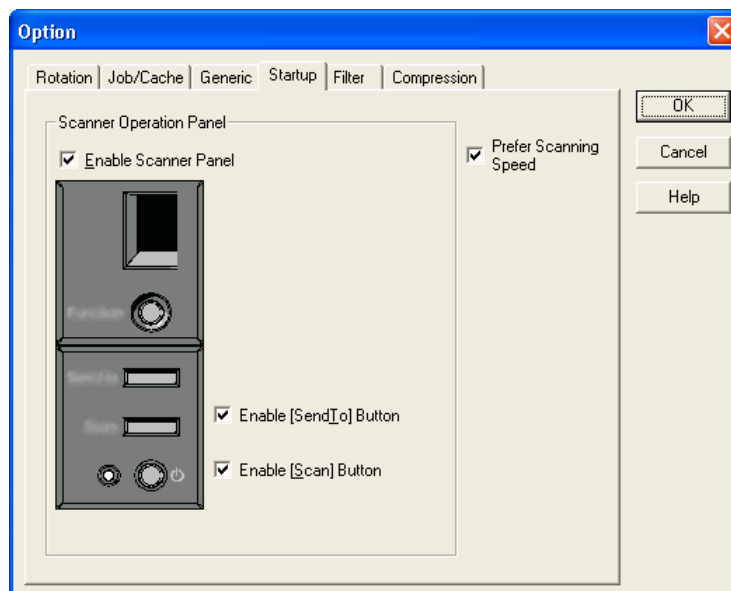 Option
Rotation
Job/Cache
Generic
Startup
Filter
Compression
Scanner Operation Panel
Enable Scanner Panel
Prefer Scanning
Speed
OK
Cancel
Help
Function
Send to
Scan
Enable [SendTo] Button
Enable [Scan] Button